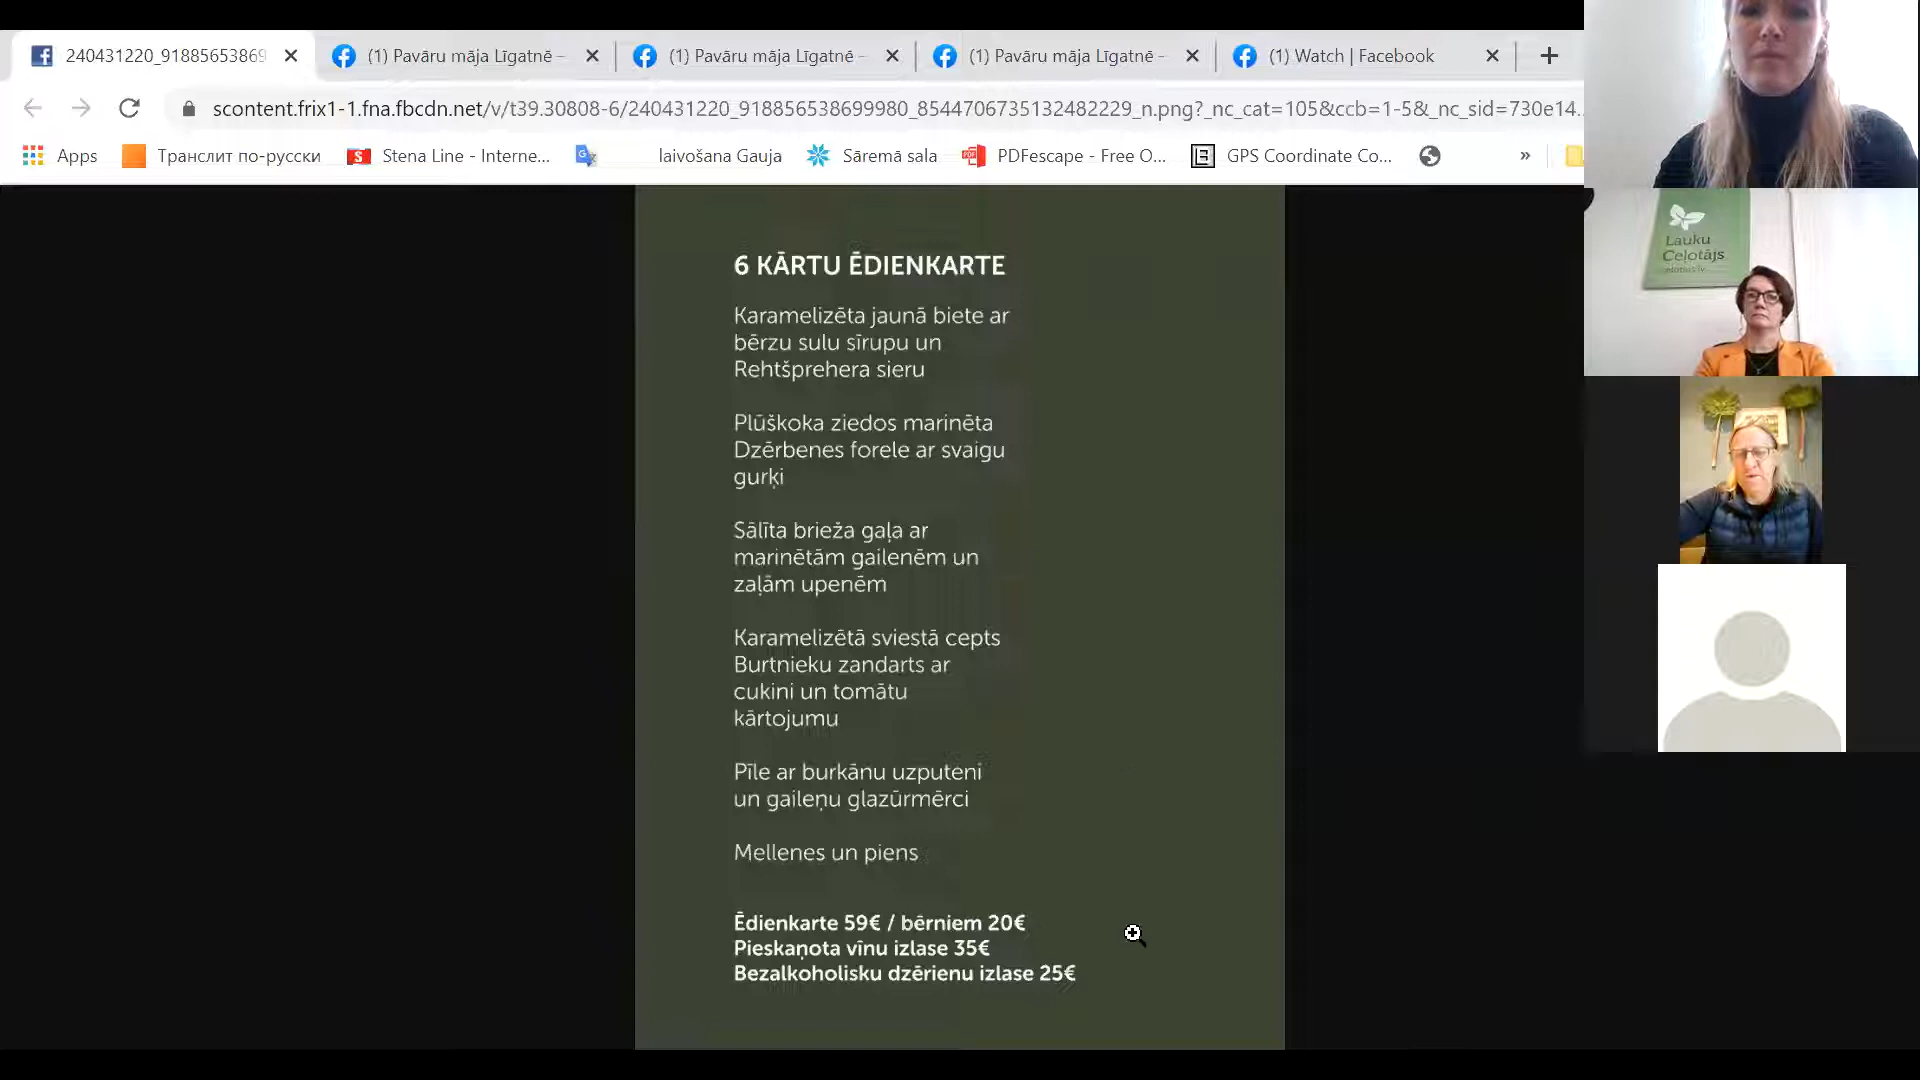 240431220_91885653869
(1) Pavāru māja Līgatnē –
(1) Pavāru māja Līgatnē –
(1) Pavāru māja Līgatnē –
(1) Watch | Facebook
scontent.frix1-1.fna.fbcdn.net/v/t39.30808-6/240431220_918856538699980_8544706735132482229_n.png?_nc_cat=105&ccb=1-5&_nc_sid=730e14...
Apps
Транслит по-русски
Stena Line - Interne...
laivošana Gauja
Sāremā sala
PDFescape - Free O...
GPS Coordinate Co...
»
Lauku
Ceļotājs
6 KĀRTU ĒDIENKARTE
Karamelizēta jaunā biete ar
bērzu sulu sīrupu un
Rehtšprehera sieru
Plūškoka ziedos marinēta
Dzērbenes forele ar svaigu
gurķi
Sālīta brieža gaļa ar
marinētām gailenēm un
zaļām upenēm
Karamelizētā sviestā cepts
Burtnieku zandarts ar
cukini un tomātu
kārtojumu
Pīle ar burkānu uzputeni
un gaileņu glazūrmērci
Mellenes un piens
Ēdienkarte 59€ / bērniem 20€
Pieskaņota vīnu izlase 35€
Bezalkoholisku dzērienu izlase 25€